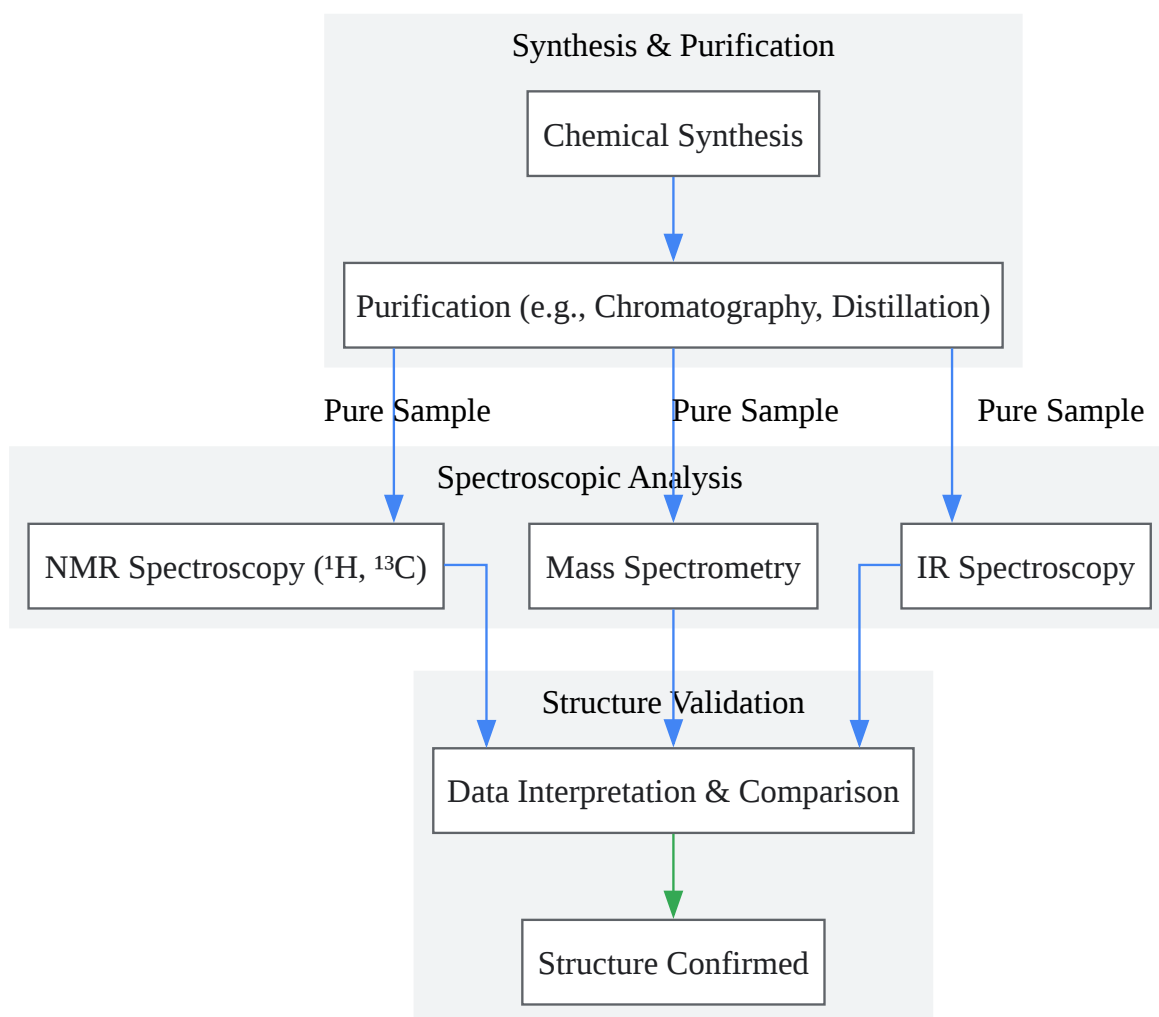 Synthesis & Purification
Chemical Synthesis
Purification (e.g., Chromatography, Distillation)
Pure Sample
Pure Sample
Pure Sample
Spectroscopic Analysis
NMR Spectroscopy (¹H, ¹³C)
Mass Spectrometry
IR Spectroscopy
Structure Validation
Data Interpretation & Comparison
Structure Confirmed